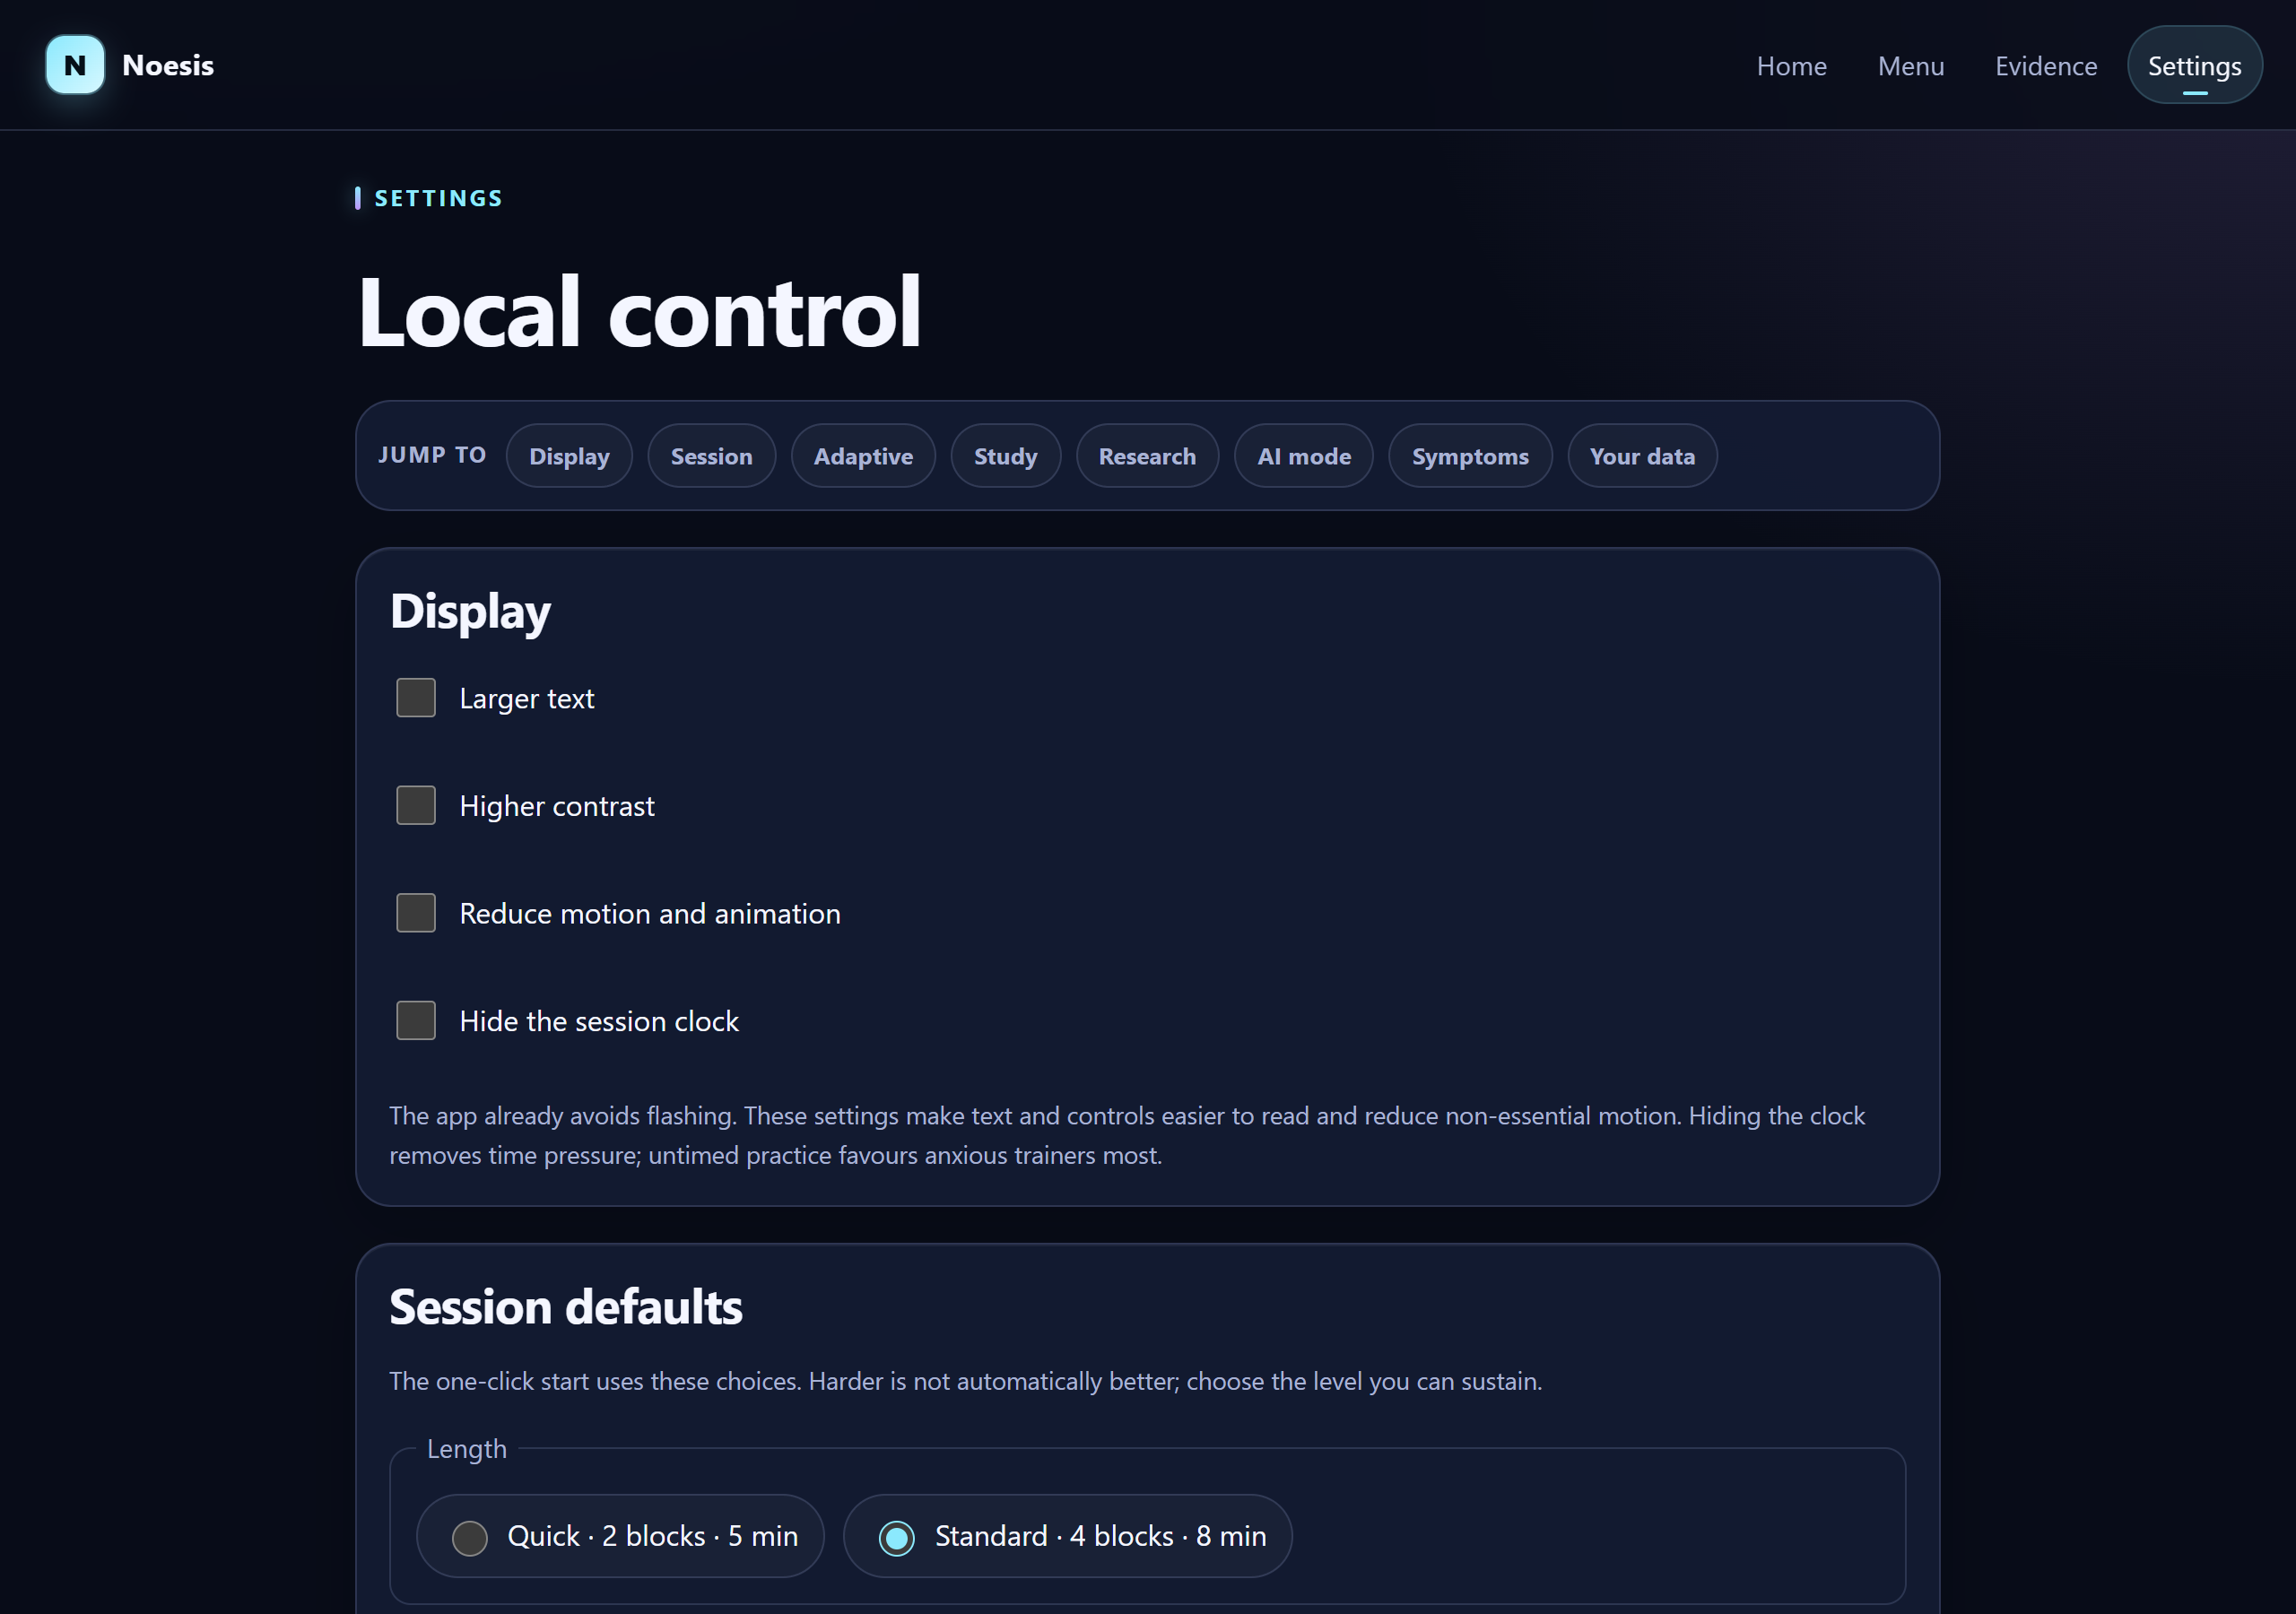 N Noesis
Home Menu Evidence Settings
SETTINGS
Local control
JUMP TO Display Session Adaptive Study Research AI mode Symptoms Your data
Display
Larger text
Higher contrast
Reduce motion and animation
Hide the session clock
The app already avoids flashing. These settings make text and controls easier to read and reduce non-essential motion. Hiding the clock
removes time pressure; untimed practice favours anxious trainers most.
Session defaults
The one-click start uses these choices. Harder is not automatically better; choose the level you can sustain.
Length
Quick · 2 blocks · 5 min Standard · 4 blocks · 8 min